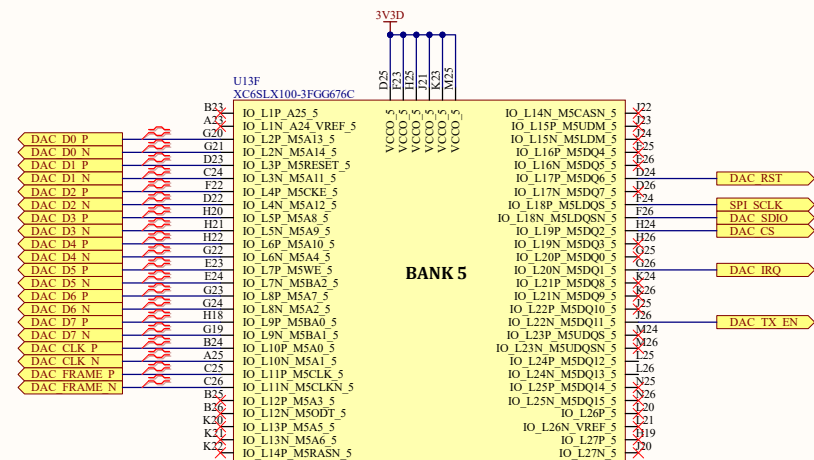 3V3D
D25 F23 H25 J21 K23 M25
U13F
XC6SLX100-3FGG676C
VCCO_5 VCCO_5 VCCO_5 VCCO_5 VCCO_5 VCCO_5
B23 IO_L1P_A25_5
A23 IO_L1N_A24_VREF_5
DAC_D0_P G20 IO_L2P_M5A13_5
DAC_D0_N G21 IO_L2N_M5A14_5
DAC_D1_P D23 IO_L3P_M5RESET_5
DAC_D1_N C24 IO_L3N_M5A11_5
DAC_D2_P F22 IO_L4P_M5CKE_5
DAC_D2_N D22 IO_L4N_M5A12_5
DAC_D3_P H20 IO_L5P_M5A8_5
DAC_D3_N H21 IO_L5N_M5A9_5
DAC_D4_P H22 IO_L6P_M5A10_5
DAC_D4_N G22 IO_L6N_M5A4_5
DAC_D5_P E23 IO_L7P_M5WE_5
DAC_D5_N E24 IO_L7N_M5BA2_5
DAC_D6_P G23 IO_L8P_M5A7_5
DAC_D6_N G24 IO_L8N_M5A2_5
DAC_D7_P H18 IO_L9P_M5BA0_5
DAC_D7_N G19 IO_L9N_M5BA1_5
DAC_CLK_P B24 IO_L10P_M5A0_5
DAC_CLK_N A25 IO_L10N_M5A1_5
DAC_FRAME_P C25 IO_L11P_M5CLK_5
DAC_FRAME_N C26 IO_L11N_M5CLKN_5
B25 IO_L12P_M5A3_5
B26 IO_L12N_M5ODT_5
K20 IO_L13P_M5A5_5
K21 IO_L13N_M5A6_5
K22 IO_L14P_M5RASN_5
BANK 5
IO_L14N_M5CASN_5 J22
IO_L15P_M5UDM_5 J23
IO_L15N_M5LDM_5 J24
IO_L16P_M5DQ4_5 E25
IO_L16N_M5DQ5_5 E26
IO_L17P_M5DQ6_5 D24 DAC_RST
IO_L17N_M5DQ7_5 D26
IO_L18P_M5LDQS_5 F24 SPI_SCLK
IO_L18N_M5LDQSN_5 F26 DAC_SDIO
IO_L19P_M5DQ2_5 H24 DAC_CS
IO_L19N_M5DQ3_5 H26
IO_L20P_M5DQ0_5 G25
IO_L20N_M5DQ1_5 G26 DAC_IRQ
IO_L21P_M5DQ8_5 K24
IO_L21N_M5DQ9_5 K26
IO_L22P_M5DQ10_5 J25
IO_L22N_M5DQ11_5 J26 DAC_TX_EN
IO_L23P_M5UDQS_5 M24
IO_L23N_M5UDQSN_5 M26
IO_L24P_M5DQ12_5 L25
IO_L24N_M5DQ13_5 L26
IO_L25P_M5DQ14_5 N25
IO_L25N_M5DQ15_5 N26
IO_L26P_5 L20
IO_L26N_VREF_5 L21
IO_L27P_5 H19
IO_L27N_5 J20